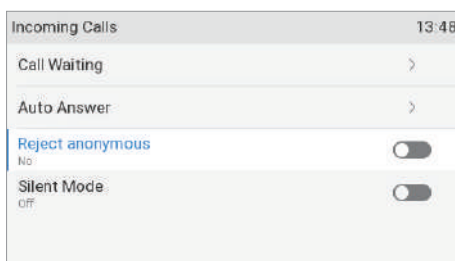 Incoming Calls 13:48
Call Waiting
Auto Answer
Reject anonymous
No
Silent Mode
Off